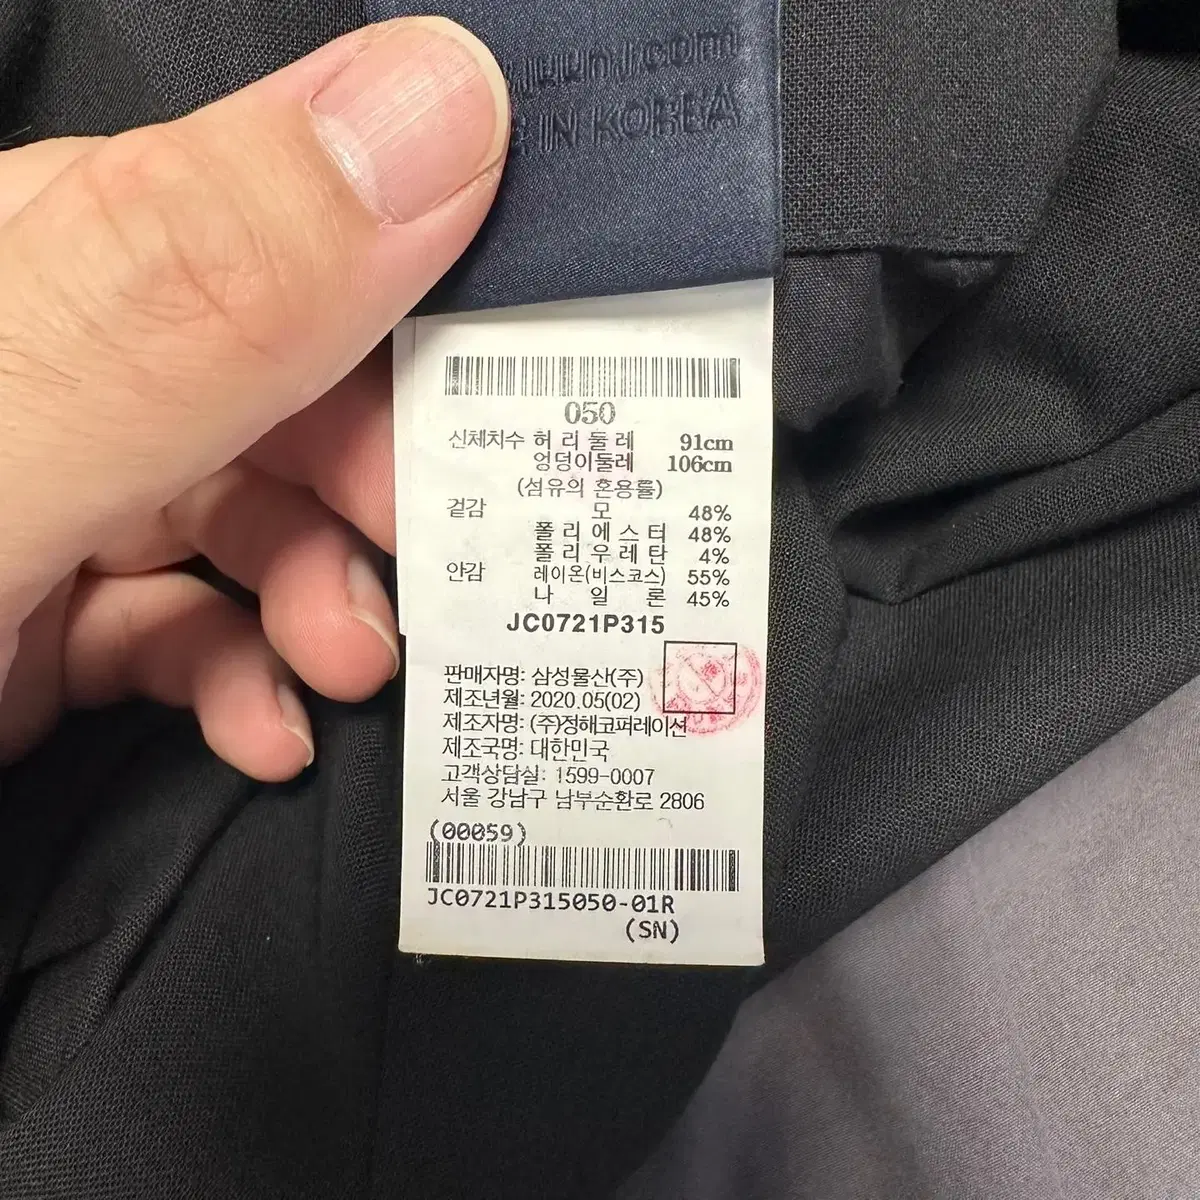 IN KOREA
050
신체치수 허 리 둘 레 91cm
엉덩이둘레 106cm
(섬유의 혼용률)
겉감 모 48%
폴 리 에 스 터 48%
폴 리 우 레 탄 4%
안감 레이온(비스코스) 55%
나 일 론 45%
JC0721P315
판매자명: 삼성물산(주)
제조년월: 2020.05(02)
제조자명: (주)정해코퍼레이션
제조국명: 대한민국
고객상담실: 1599-0007
서울 강남구 남부순환로 2806
(00059)
JC0721P315050-01R
(SN)